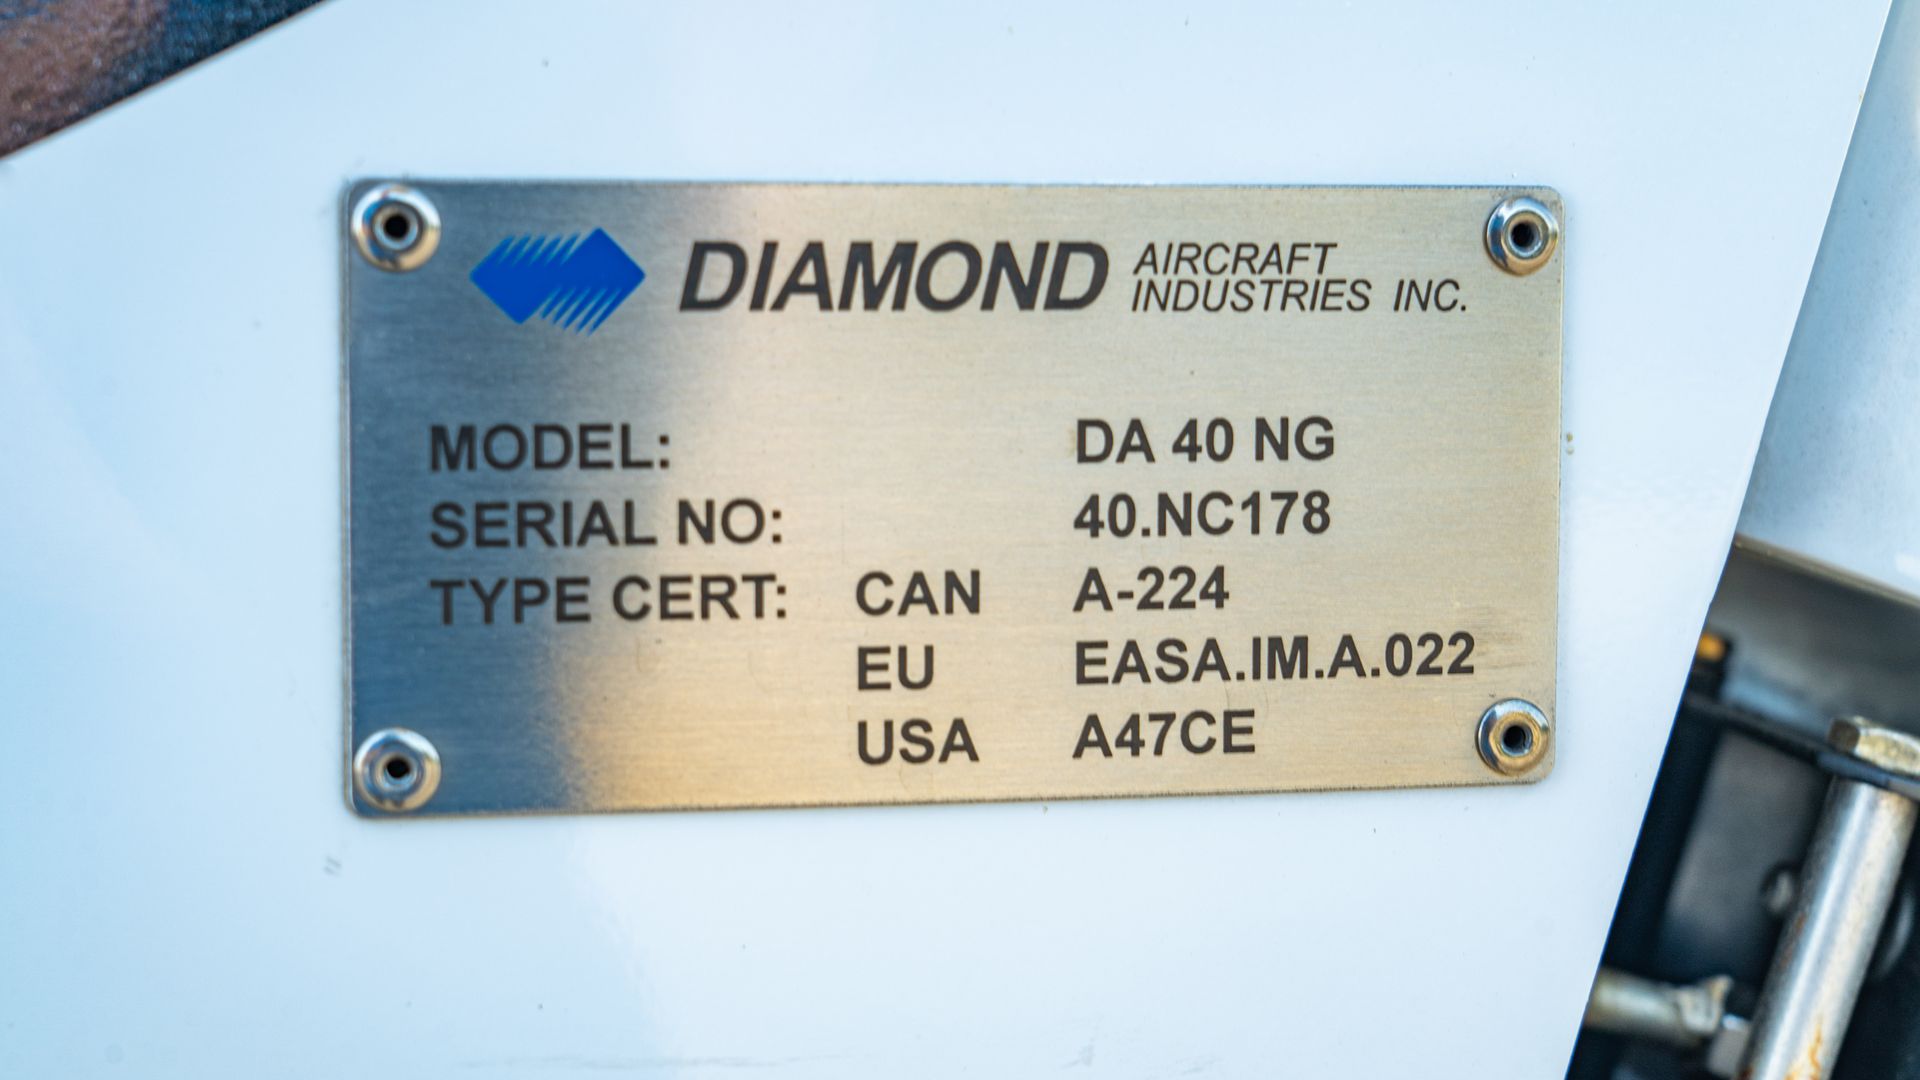 DIAMOND AIRCRAFT
INDUSTRIES INC.
MODEL: DA 40 NG
SERIAL NO: 40.NC178
TYPE CERT: CAN A-224
EU EASA.IM.A.022
USA A47CE